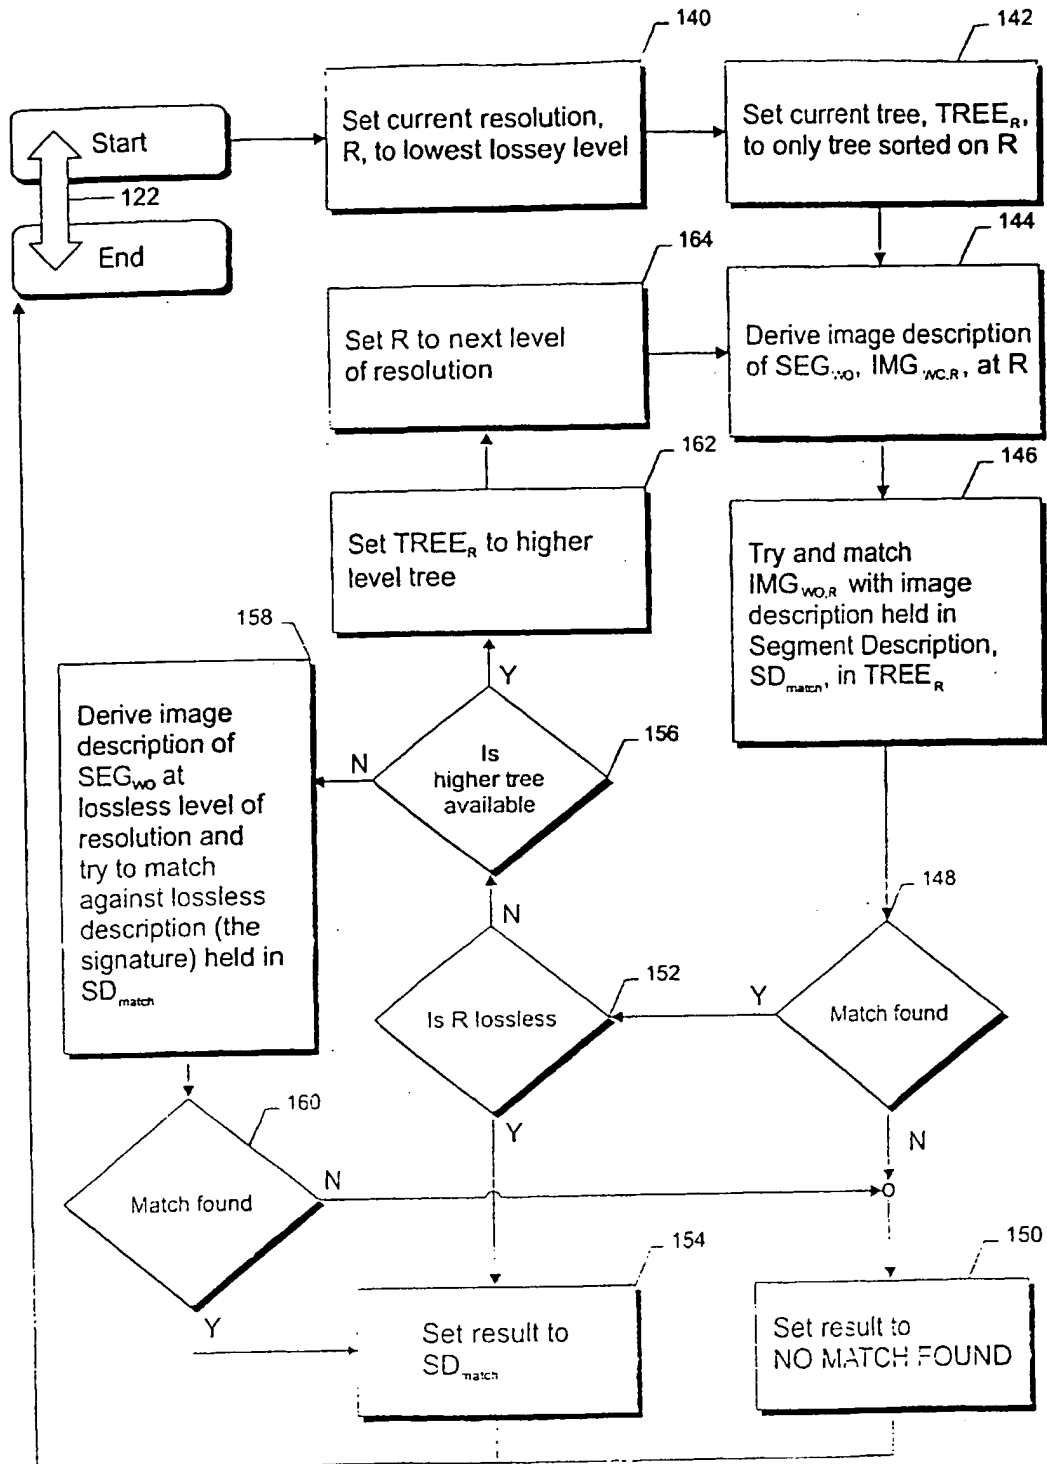 140
142
Start
Set current resolution,
R, to lowest lossey level
Set current tree, TREE_R,
to only tree sorted on R
122
End
164
144
Set R to next level
of resolution
Derive image description
of SEG_WO, IMG_WO,R, at R
162
146
Set TREE_R to higher
level tree
Try and match
IMG_WO,R with image
description held in
Segment Description,
SD_match, in TREE_R
158
Derive image
description of
SEG_WO at
lossless level of
resolution and
try to match
against lossless
description (the
signature) held in
SD_match
Y
N
Is
higher tree
available
156
148
N
152
Is R lossless
Y
Match found
Y
N
160
Match found
N
Y
154
150
Set result to
SD_match
Set result to
NO MATCH FOUND